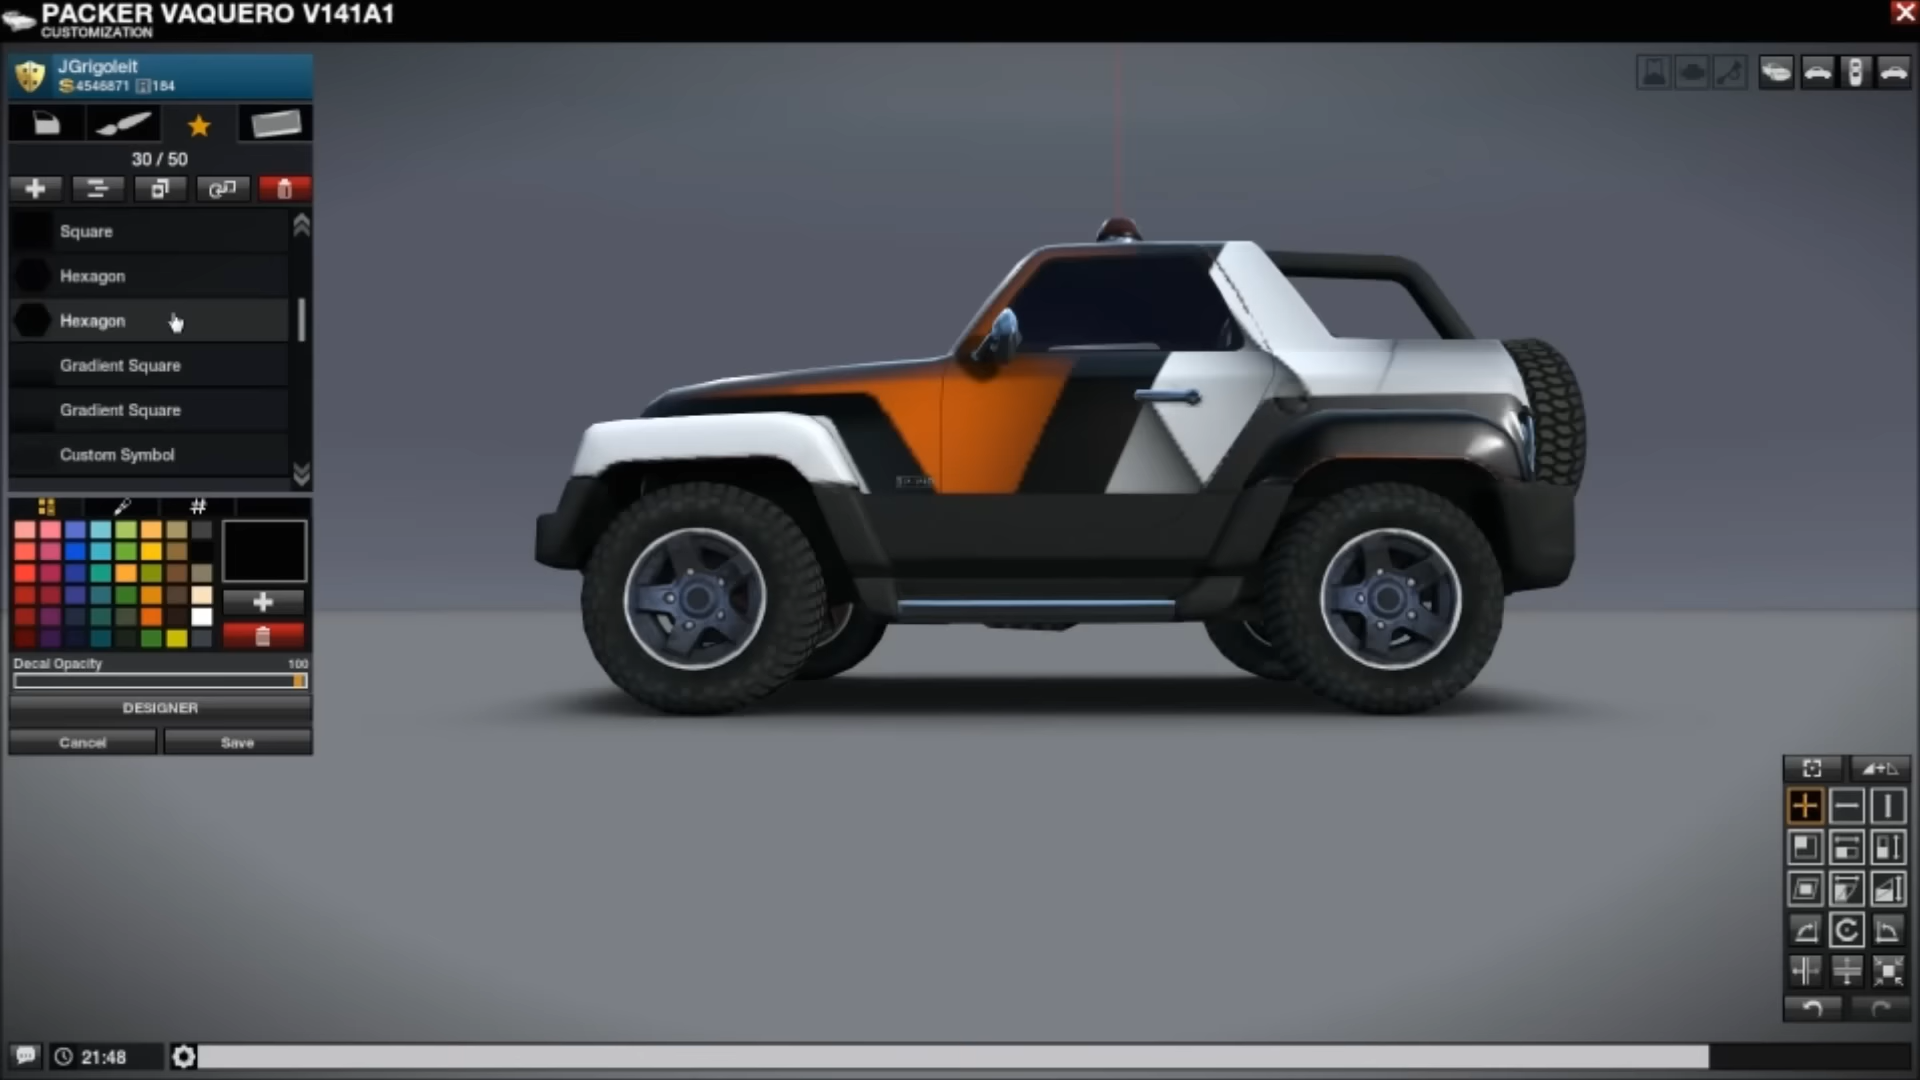 PACKER VAQUERO V141A1
CUSTOMIZATION
JGrigoleit
$4546871 184
30 / 50
Square
Hexagon
Hexagon
Gradient Square
Gradient Square
Custom Symbol
#
Decal Opacity 100
DESIGNER
Cancel Save
21:48